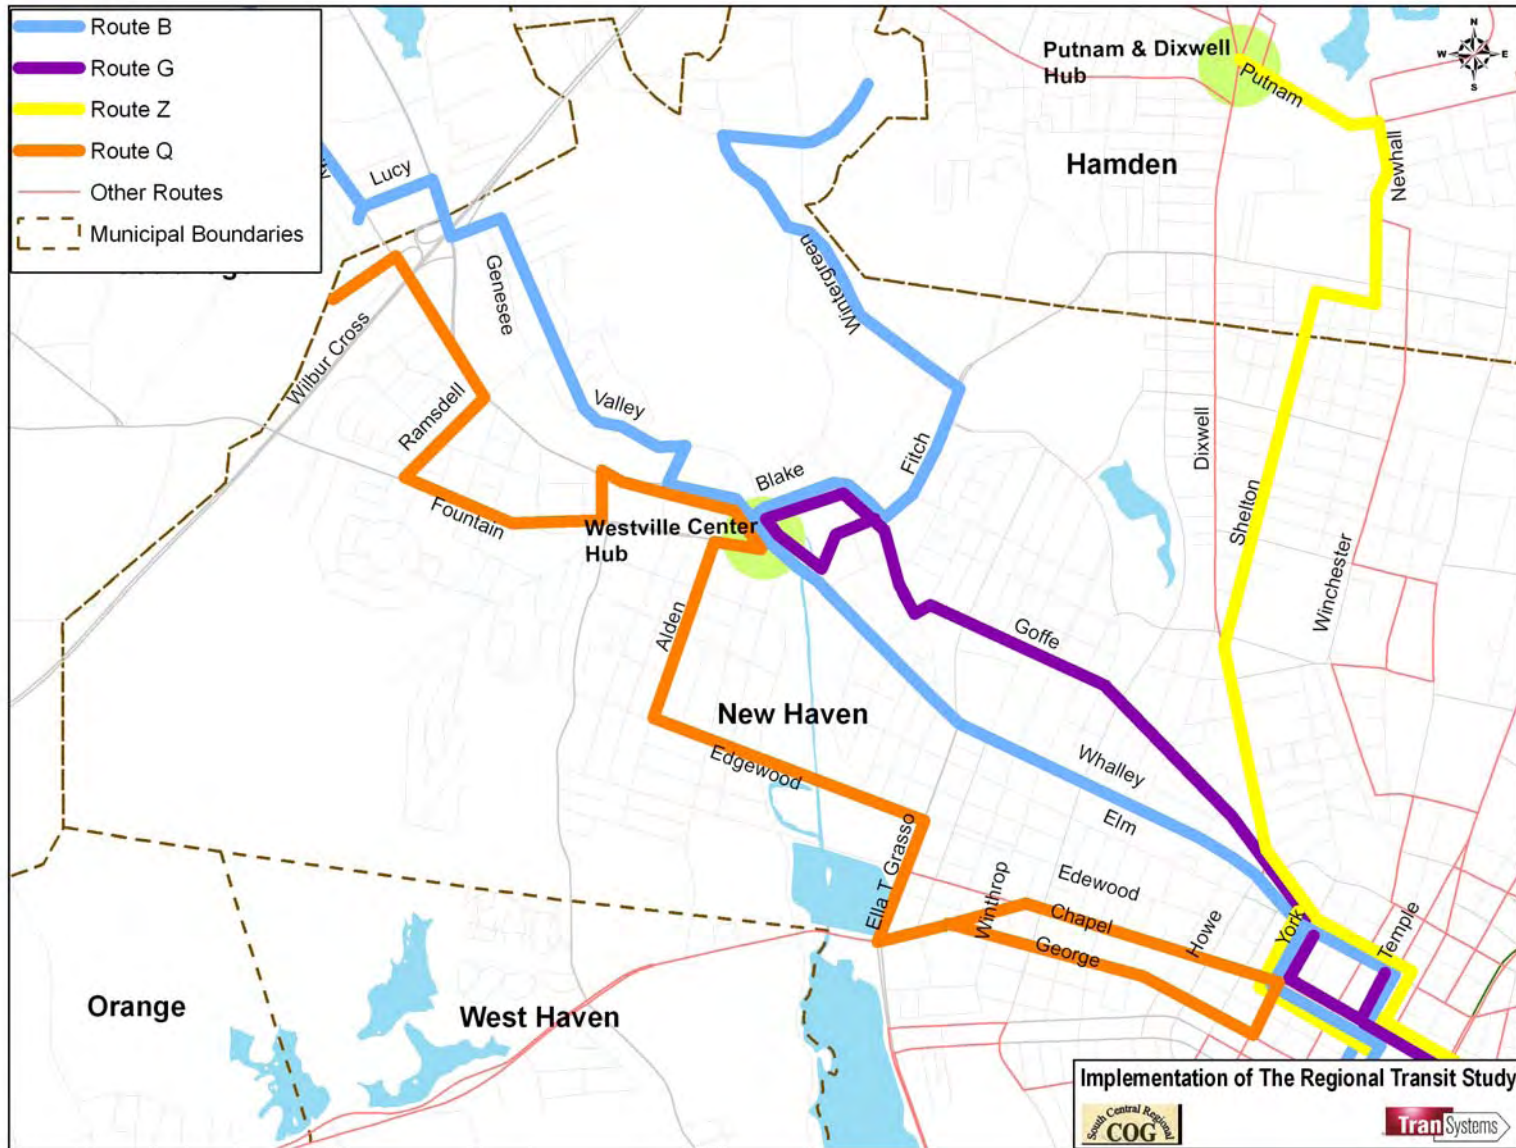 Route B
Route G
Route Z
Route Q
Other Routes
Municipal Boundaries
Putnam & Dixwell
Hub
N
W
E
S
Putnam
Hamden
Newhall
Lucy
Genesee
Wintergreen
Wilbur Cross
Ramsdell
Valley
Fitch
Dixwell
Blake
Fountain
Shelton
Westville Center
Hub
Winchester
Alden
Goffe
New Haven
Edgewood
Whalley
Elm
Ella T Grasso
Winthrop
Edewood
Chapel
George
Howe
York
Temple
Orange
West Haven
Implementation of The Regional Transit Study
South Central Regional
COG
TranSystems